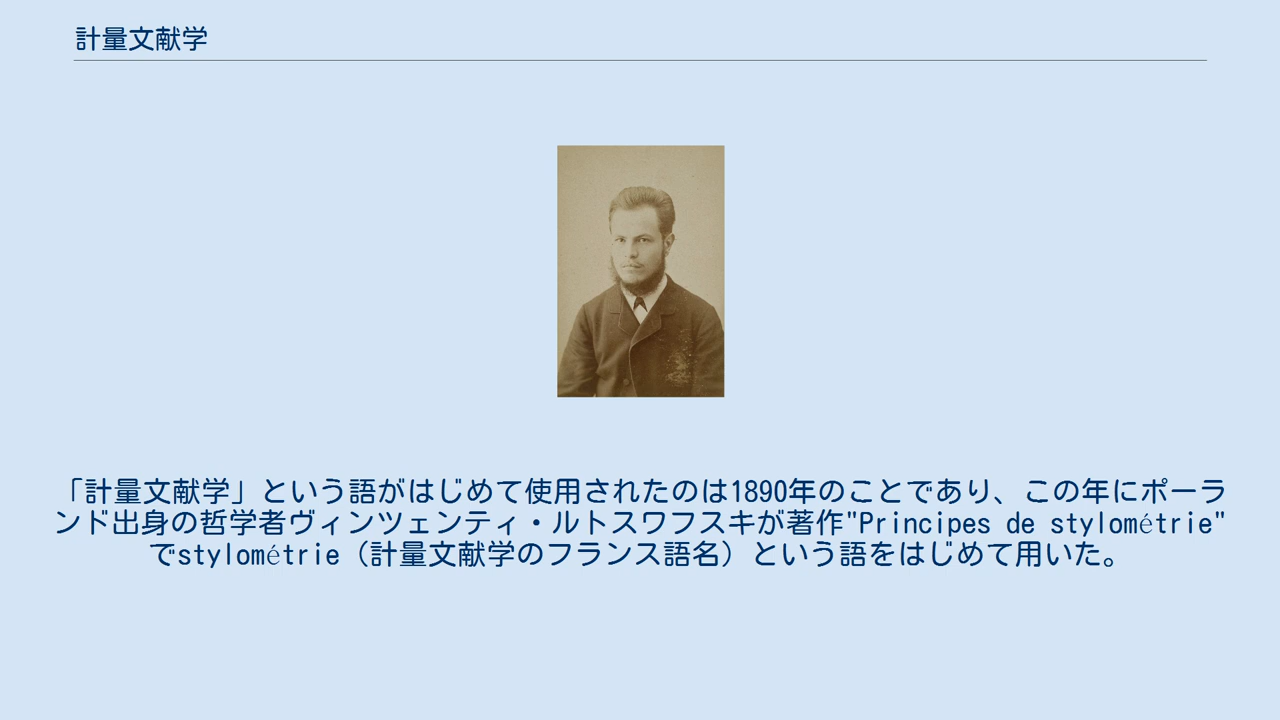 計量文献学
「計量文献学」という語がはじめて使用されたのは1890年のことであり、この年にポーラ
ンド出身の哲学者ヴィンツェンティ・ルトスワフスキが著作"Principes de stylométrie"
でstylométrie（計量文献学のフランス語名）という語をはじめて用いた。